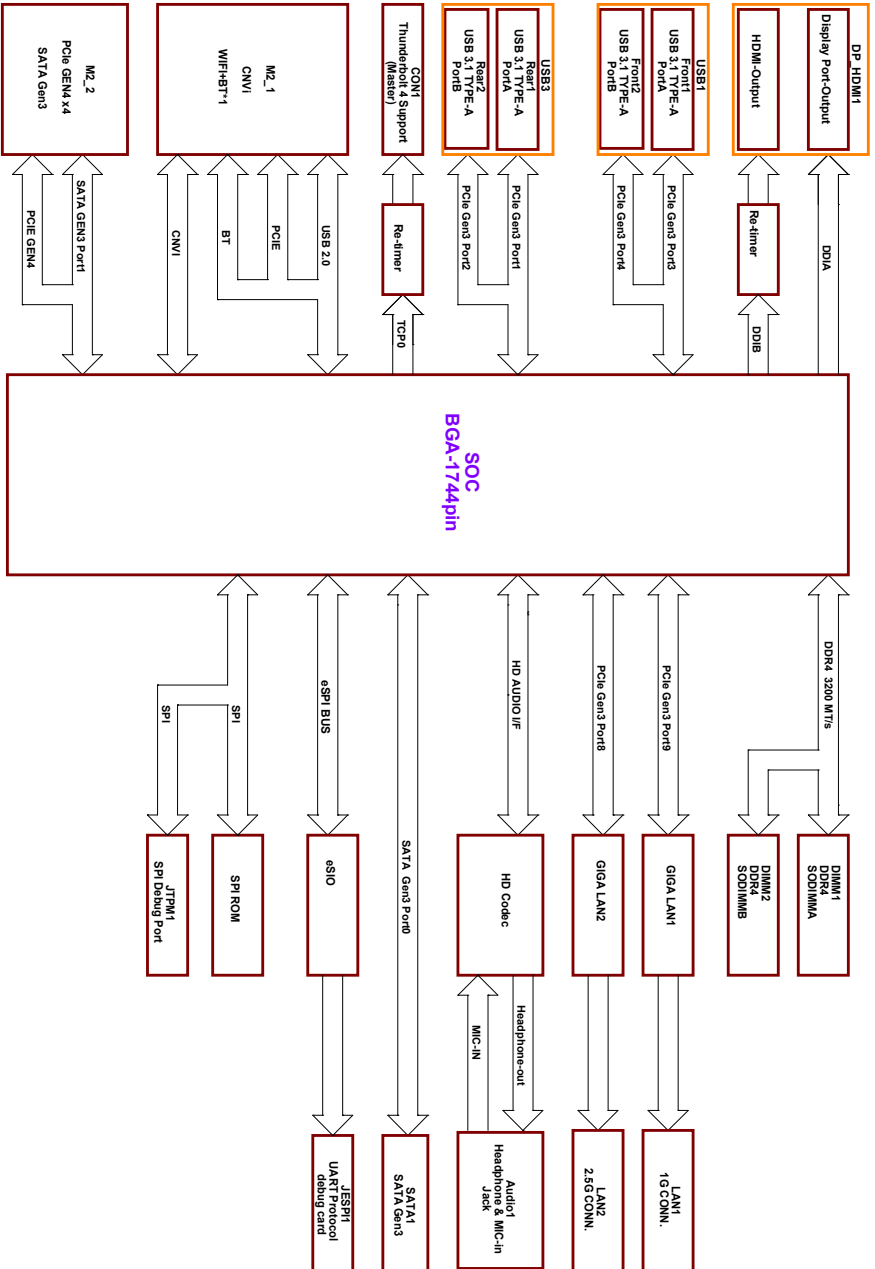 DP_HDMI1
Display Port-Output
HDMI-Output
USB1
Front1
USB 3.1 TYPE-A
PortA
Front2
USB 3.1 TYPE-A
PortB
USB3
Rear1
USB 3.1 TYPE-A
PortA
Rear2
USB 3.1 TYPE-A
PortB
CON1
Thunderbolt 4 Support
(Master)
M2_1
CNVi
WIFI+BT*1
M2_2
PCIe GEN4 x4
SATA Gen3
DDIA
Re-timer
DDIB
PCIe Gen3 Port3
PCIe Gen3 Port4
PCIe Gen3 Port1
PCIe Gen3 Port2
Re-timer
TCP0
USB 2.0
PCIE
BT
CNVI
SATA GEN3 Port1
PCIE GEN4
SOC
BGA-1744pin
DDR4 3200 MT/s
PCIe Gen3 Port9
PCIe Gen3 Port8
HD AUDIO I/F
SATA Gen3 Port0
eSPI BUS
SPI
SPI
DIMM1
DDR4
SODIMMA
DIMM2
DDR4
SODIMMB
GIGA LAN1
GIGA LAN2
HD Codec
eSIO
SPI ROM
JTPM1
SPI Debug Port
Headphone-out
MIC-IN
LAN1
1G CONN.
LAN2
2.5G CONN.
Audio1
Headphone & MIC-in
Jack
SATA1
SATA Gen3
JESPI1
UART Protocol
debug card